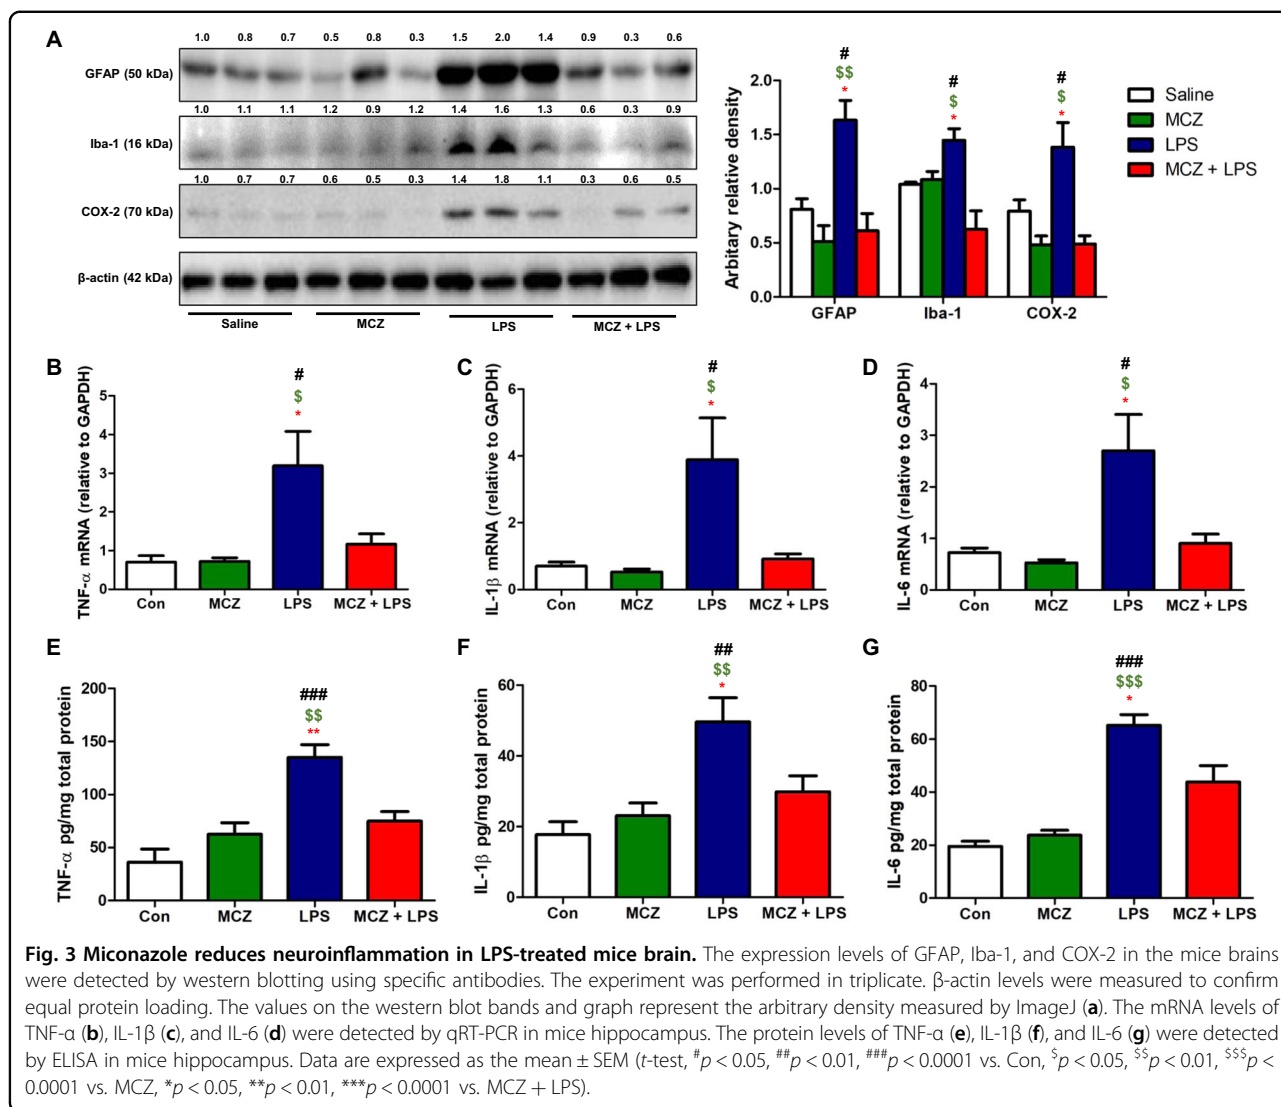 A
1.0 0.8 0.7 0.5 0.8 0.3 1.5 2.0 1.4 0.9 0.3 0.6
GFAP (50 kDa)
1.0 1.1 1.1 1.2 0.9 1.2 1.4 1.6 1.3 0.6 0.3 0.9
Iba-1 (16 kDa)
1.0 0.7 0.7 0.6 0.5 0.3 1.4 1.8 1.1 0.3 0.6 0.5
COX-2 (70 kDa)
β-actin (42 kDa)
Saline MCZ LPS MCZ + LPS
Arbitary relative density
2.0
1.5
1.0
0.5
0.0
# # #
$$ $ $
* * *
GFAP Iba-1 COX-2
Saline
MCZ
LPS
MCZ + LPS
B
TNF-α mRNA (relative to GAPDH)
5
4
3
2
1
0
#
$
*
Con MCZ LPS MCZ + LPS
C
IL-1β mRNA (relative to GAPDH)
6
4
2
0
#
$
*
Con MCZ LPS MCZ + LPS
D
IL-6 mRNA (relative to GAPDH)
4
3
2
1
0
#
$
*
Con MCZ LPS MCZ + LPS
E
TNF-α pg/mg total protein
200
150
100
50
0
###
$$
**
Con MCZ LPS MCZ + LPS
F
IL-1β pg/mg total protein
60
40
20
0
##
$$
*
Con MCZ LPS MCZ + LPS
G
IL-6 pg/mg total protein
80
60
40
20
0
###
$$$
*
Con MCZ LPS MCZ + LPS
Fig. 3 Miconazole reduces neuroinflammation in LPS-treated mice brain. The expression levels of GFAP, Iba-1, and COX-2 in the mice brains
were detected by western blotting using specific antibodies. The experiment was performed in triplicate. β-actin levels were measured to confirm
equal protein loading. The values on the western blot bands and graph represent the arbitrary density measured by ImageJ (a). The mRNA levels of
TNF-α (b), IL-1β (c), and IL-6 (d) were detected by qRT-PCR in mice hippocampus. The protein levels of TNF-α (e), IL-1β (f), and IL-6 (g) were detected
by ELISA in mice hippocampus. Data are expressed as the mean ± SEM (t-test, #p < 0.05, ##p < 0.01, ###p < 0.0001 vs. Con, $p < 0.05, $$p < 0.01, $$$p <
0.0001 vs. MCZ, *p < 0.05, **p < 0.01, ***p < 0.0001 vs. MCZ + LPS).